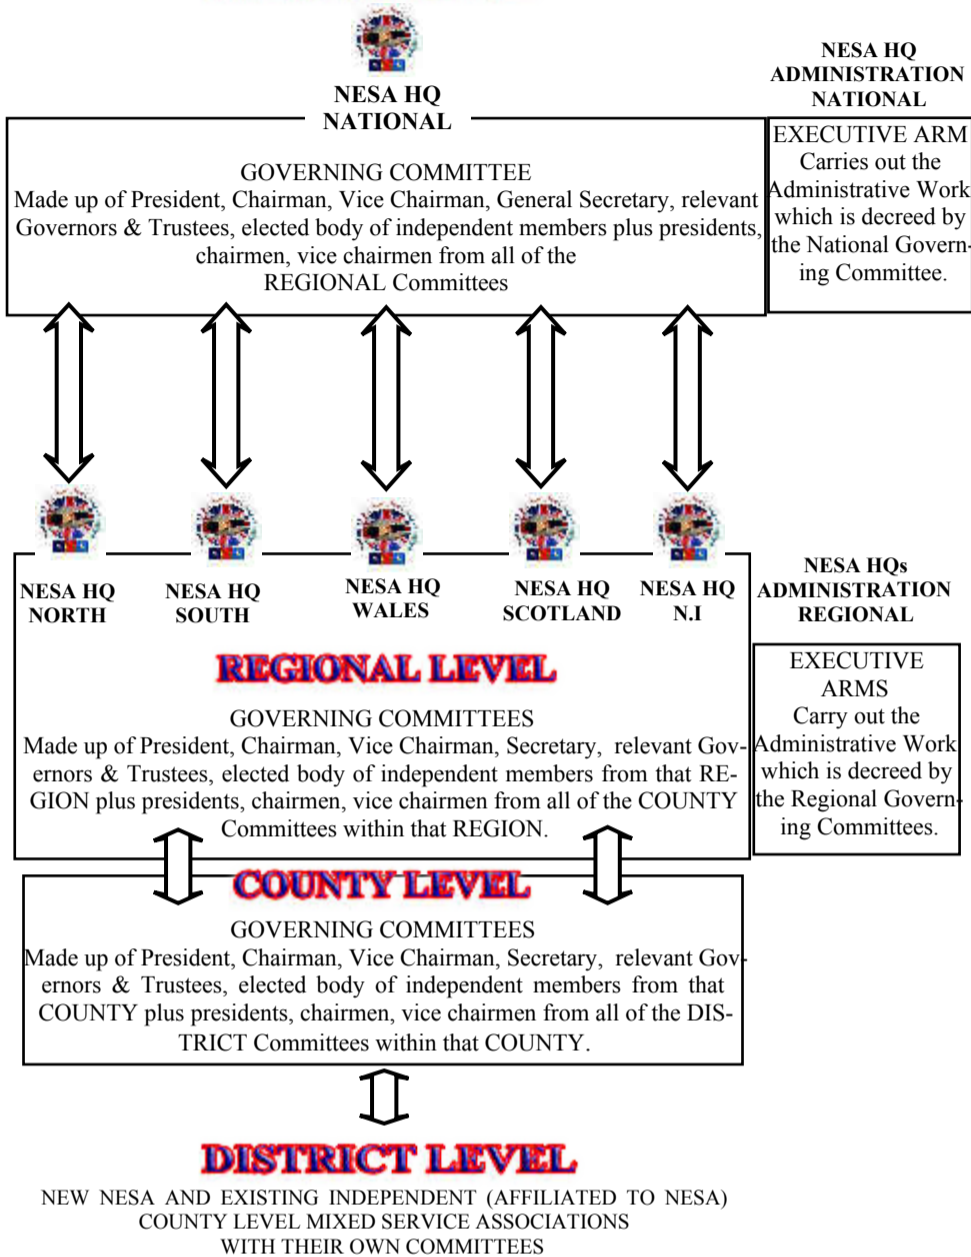 NESA HQ
NATIONAL
GOVERNING COMMITTEE
Made up of President, Chairman, Vice Chairman, General Secretary, relevant
Governors & Trustees, elected body of independent members plus presidents,
chairmen, vice chairmen from all of the
REGIONAL Committees
NESA HQ
ADMINISTRATION
NATIONAL
EXECUTIVE ARM
Carries out the
Administrative Work
which is decreed by
the National Govern-
ing Committee.
NESA HQ
NORTH
NESA HQ
SOUTH
NESA HQ
WALES
NESA HQ
SCOTLAND
NESA HQ
N.I
REGIONAL LEVEL
GOVERNING COMMITTEES
Made up of President, Chairman, Vice Chairman, Secretary, relevant Gov-
ernors & Trustees, elected body of independent members from that RE-
GION plus presidents, chairmen, vice chairmen from all of the COUNTY
Committees within that REGION.
NESA HQs
ADMINISTRATION
REGIONAL
EXECUTIVE
ARMS
Carry out the
Administrative Work
which is decreed by
the Regional Govern-
ing Committees.
COUNTY LEVEL
GOVERNING COMMITTEES
Made up of President, Chairman, Vice Chairman, Secretary, relevant Gov-
ernors & Trustees, elected body of independent members from that
COUNTY plus presidents, chairmen, vice chairmen from all of the DIS-
TRICT Committees within that COUNTY.
DISTRICT LEVEL
NEW NESA AND EXISTING INDEPENDENT (AFFILIATED TO NESA)
COUNTY LEVEL MIXED SERVICE ASSOCIATIONS
WITH THEIR OWN COMMITTEES